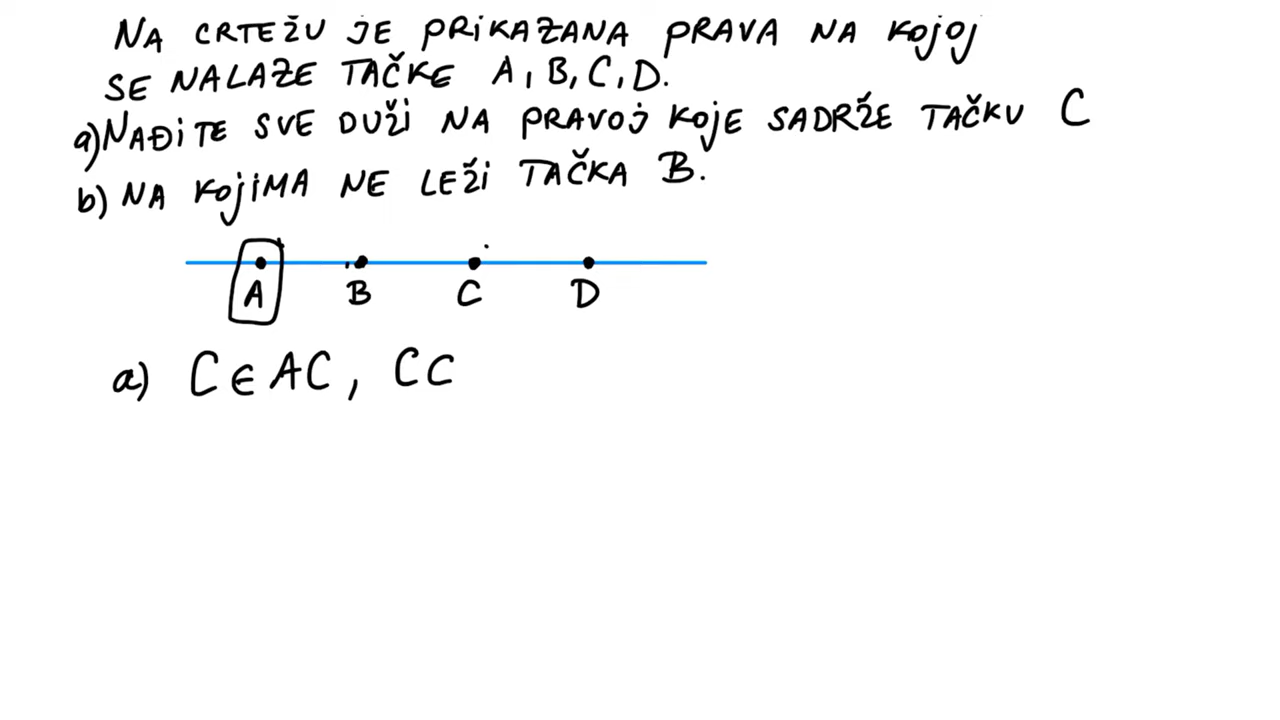 NA CRTEŽU JE PRIKAZANA PRAVA NA KOJOJ
SE NALAZE TAČKE A, B, C, D.
a) NAĐITE SVE DUŽI NA PRAVOJ KOJE SADRŽE TAČKU C
b) NA KOJIMA NE LEŽI TAČKA B.
A B C D
a) C ∈ AC, CC